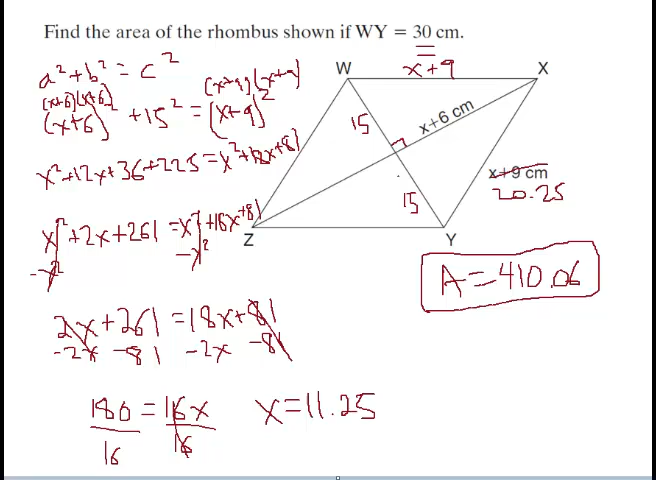 Find the area of the rhombus shown if WY = 30 cm.
a² + b² = c²
(x+6)(x+6)
(x+9)(x+9)
(x+6)² + 15² = (x+9)²
x² + 12x + 36 + 225 = x² + 18x + 81
x² + 2x + 261 = x² + 18x + 81
-x² -x²
2x + 261 = 18x + 81
-2x -81 -2x -81
180 = 16x
16 16
x = 11.25
x+9
W X
15 x+6 cm
x+9 cm
15 20.25
Z Y
A = 410.06